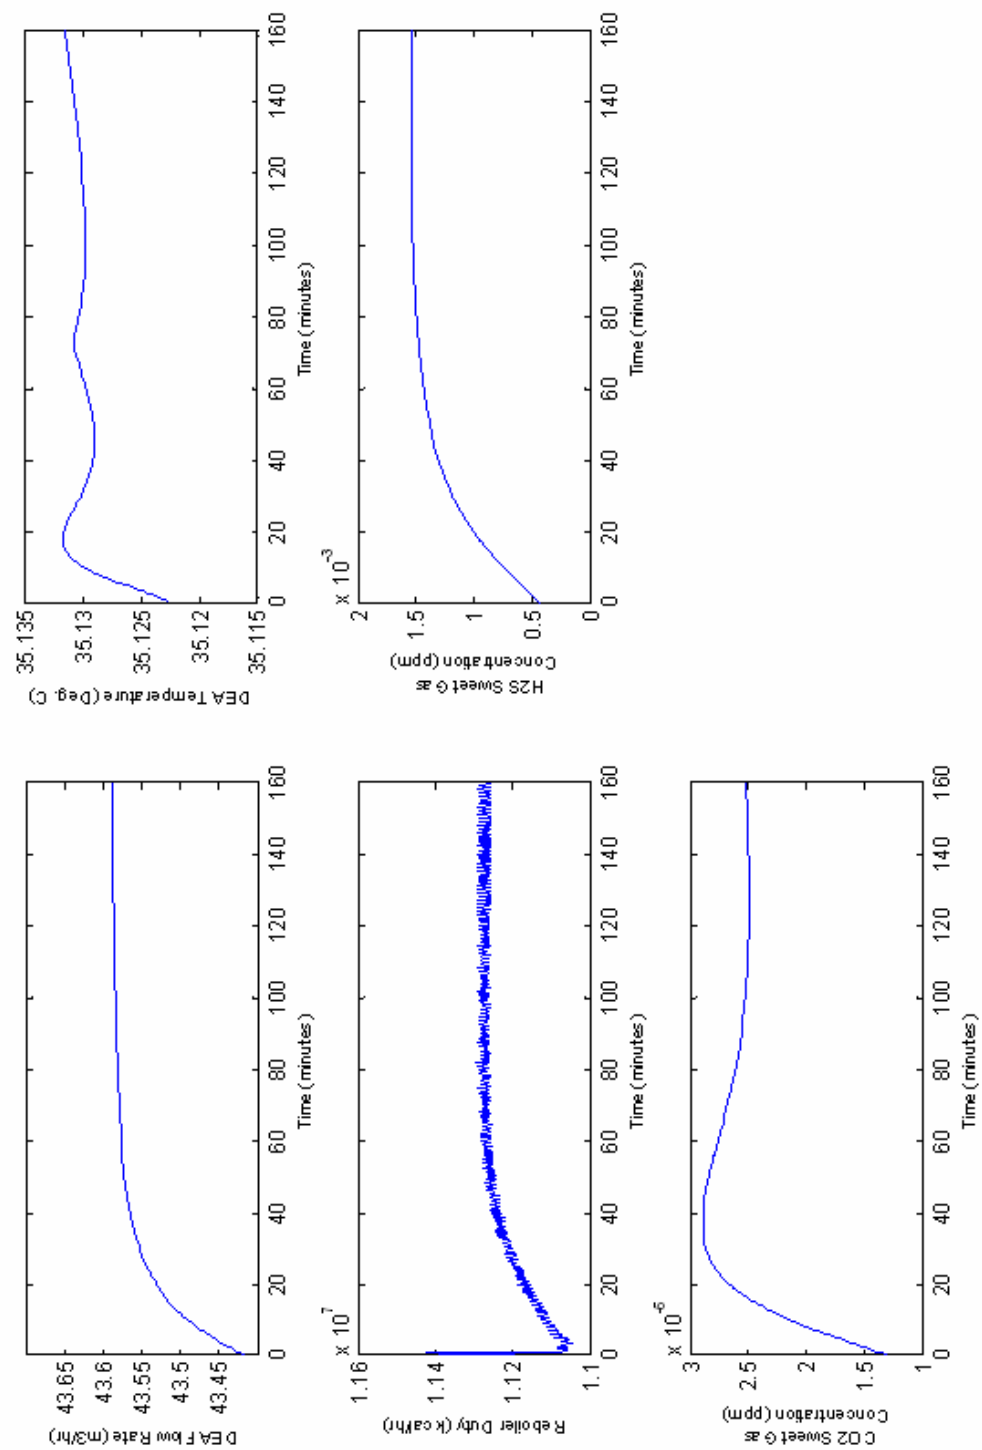 DEA Flow Rate (m3/hr)
43.65
43.6
43.55
43.5
43.45
0 20 40 60 80 100 120 140 160
Time (minutes)
DEA Temperature (Deg. C)
35.135
35.13
35.125
35.12
35.115
0 20 40 60 80 100 120 140 160
Time (minutes)
Reboiler Duty (kcal/hr)
x 10^7
1.16
1.14
1.12
1.1
0 20 40 60 80 100 120 140 160
Time (minutes)
H2S Sweet Gas
Concentration (ppm)
x 10^-3
2
1.5
1
0.5
0
0 20 40 60 80 100 120 140 160
Time (minutes)
CO2 Sweet Gas
Concentration (ppm)
x 10^-6
3
2.5
2
1.5
1
0 20 40 60 80 100 120 140 160
Time (minutes)